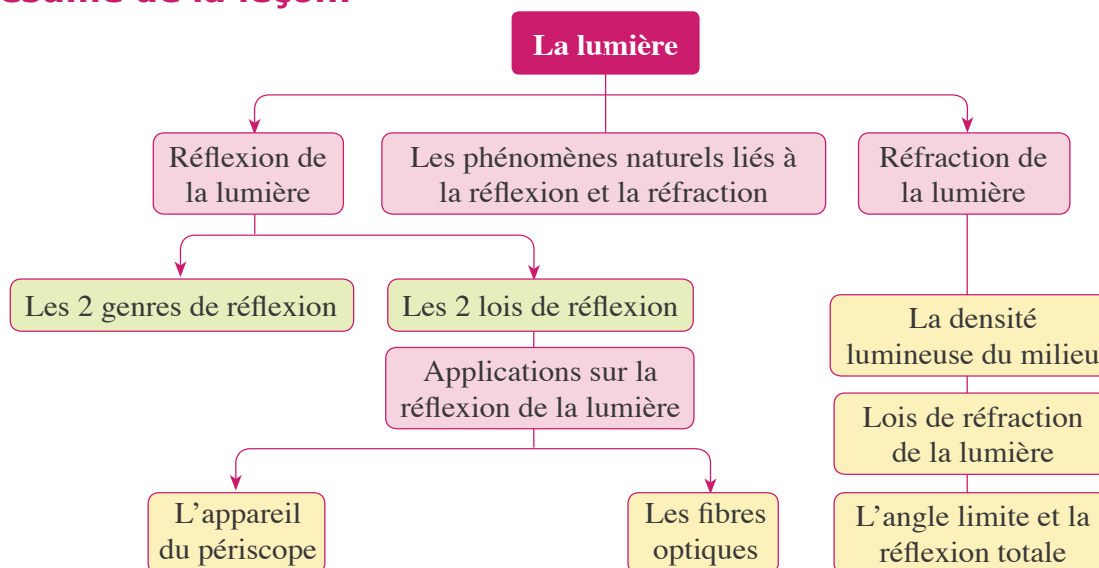 La lumière
Réflexion de
la lumière
Les phénomènes naturels liés à
la réflexion et la réfraction
Réfraction de
la lumière
Les 2 genres de réflexion
Les 2 lois de réflexion
La densité
lumineuse du milieu
Applications sur la
réflexion de la lumière
Lois de réfraction
de la lumière
L’appareil
du périscope
Les fibres
optiques
L’angle limite et la
réflexion totale